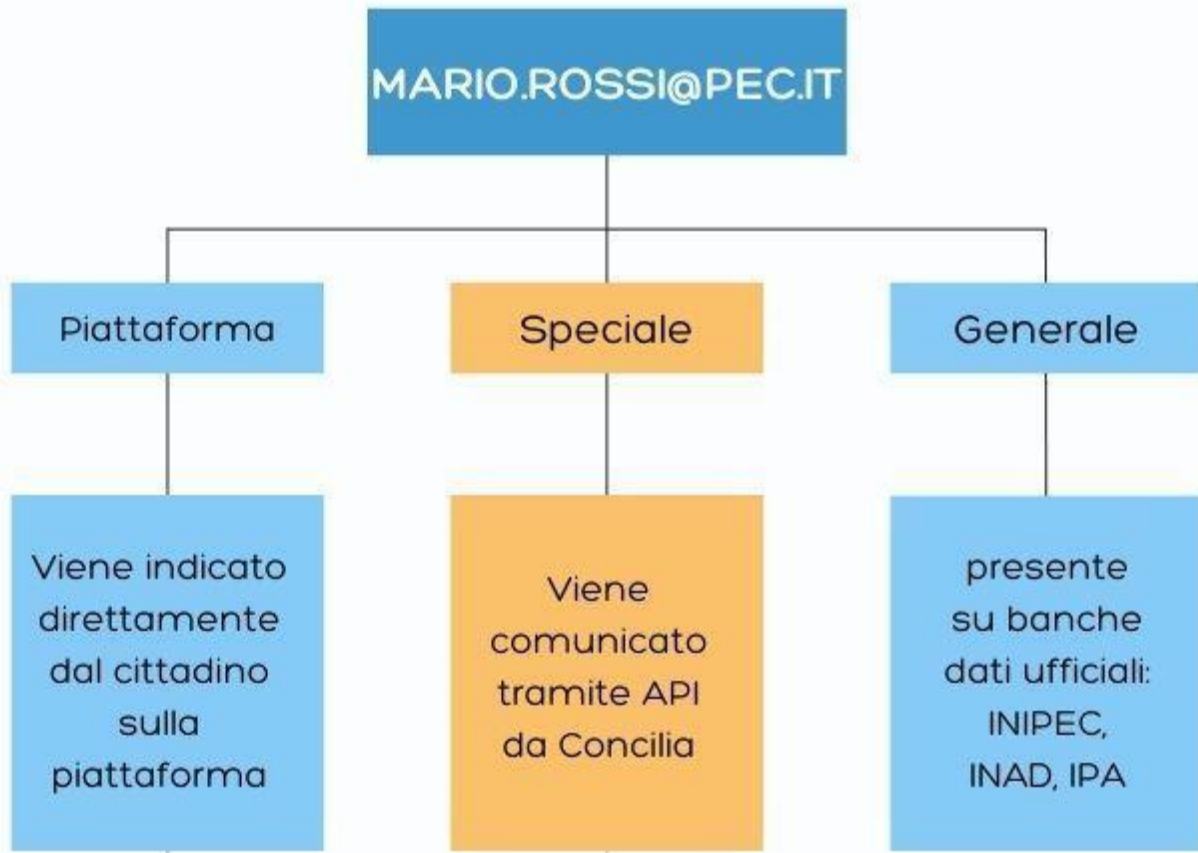 MARIO.ROSSI@PEC.IT
Piattaforma
Speciale
Generale
Viene indicato
direttamente
dal cittadino
sulla
piattaforma
Viene
comunicato
tramite API
da Concilia
presente
su banche
dati ufficiali:
INIPEC,
INAD, IPA